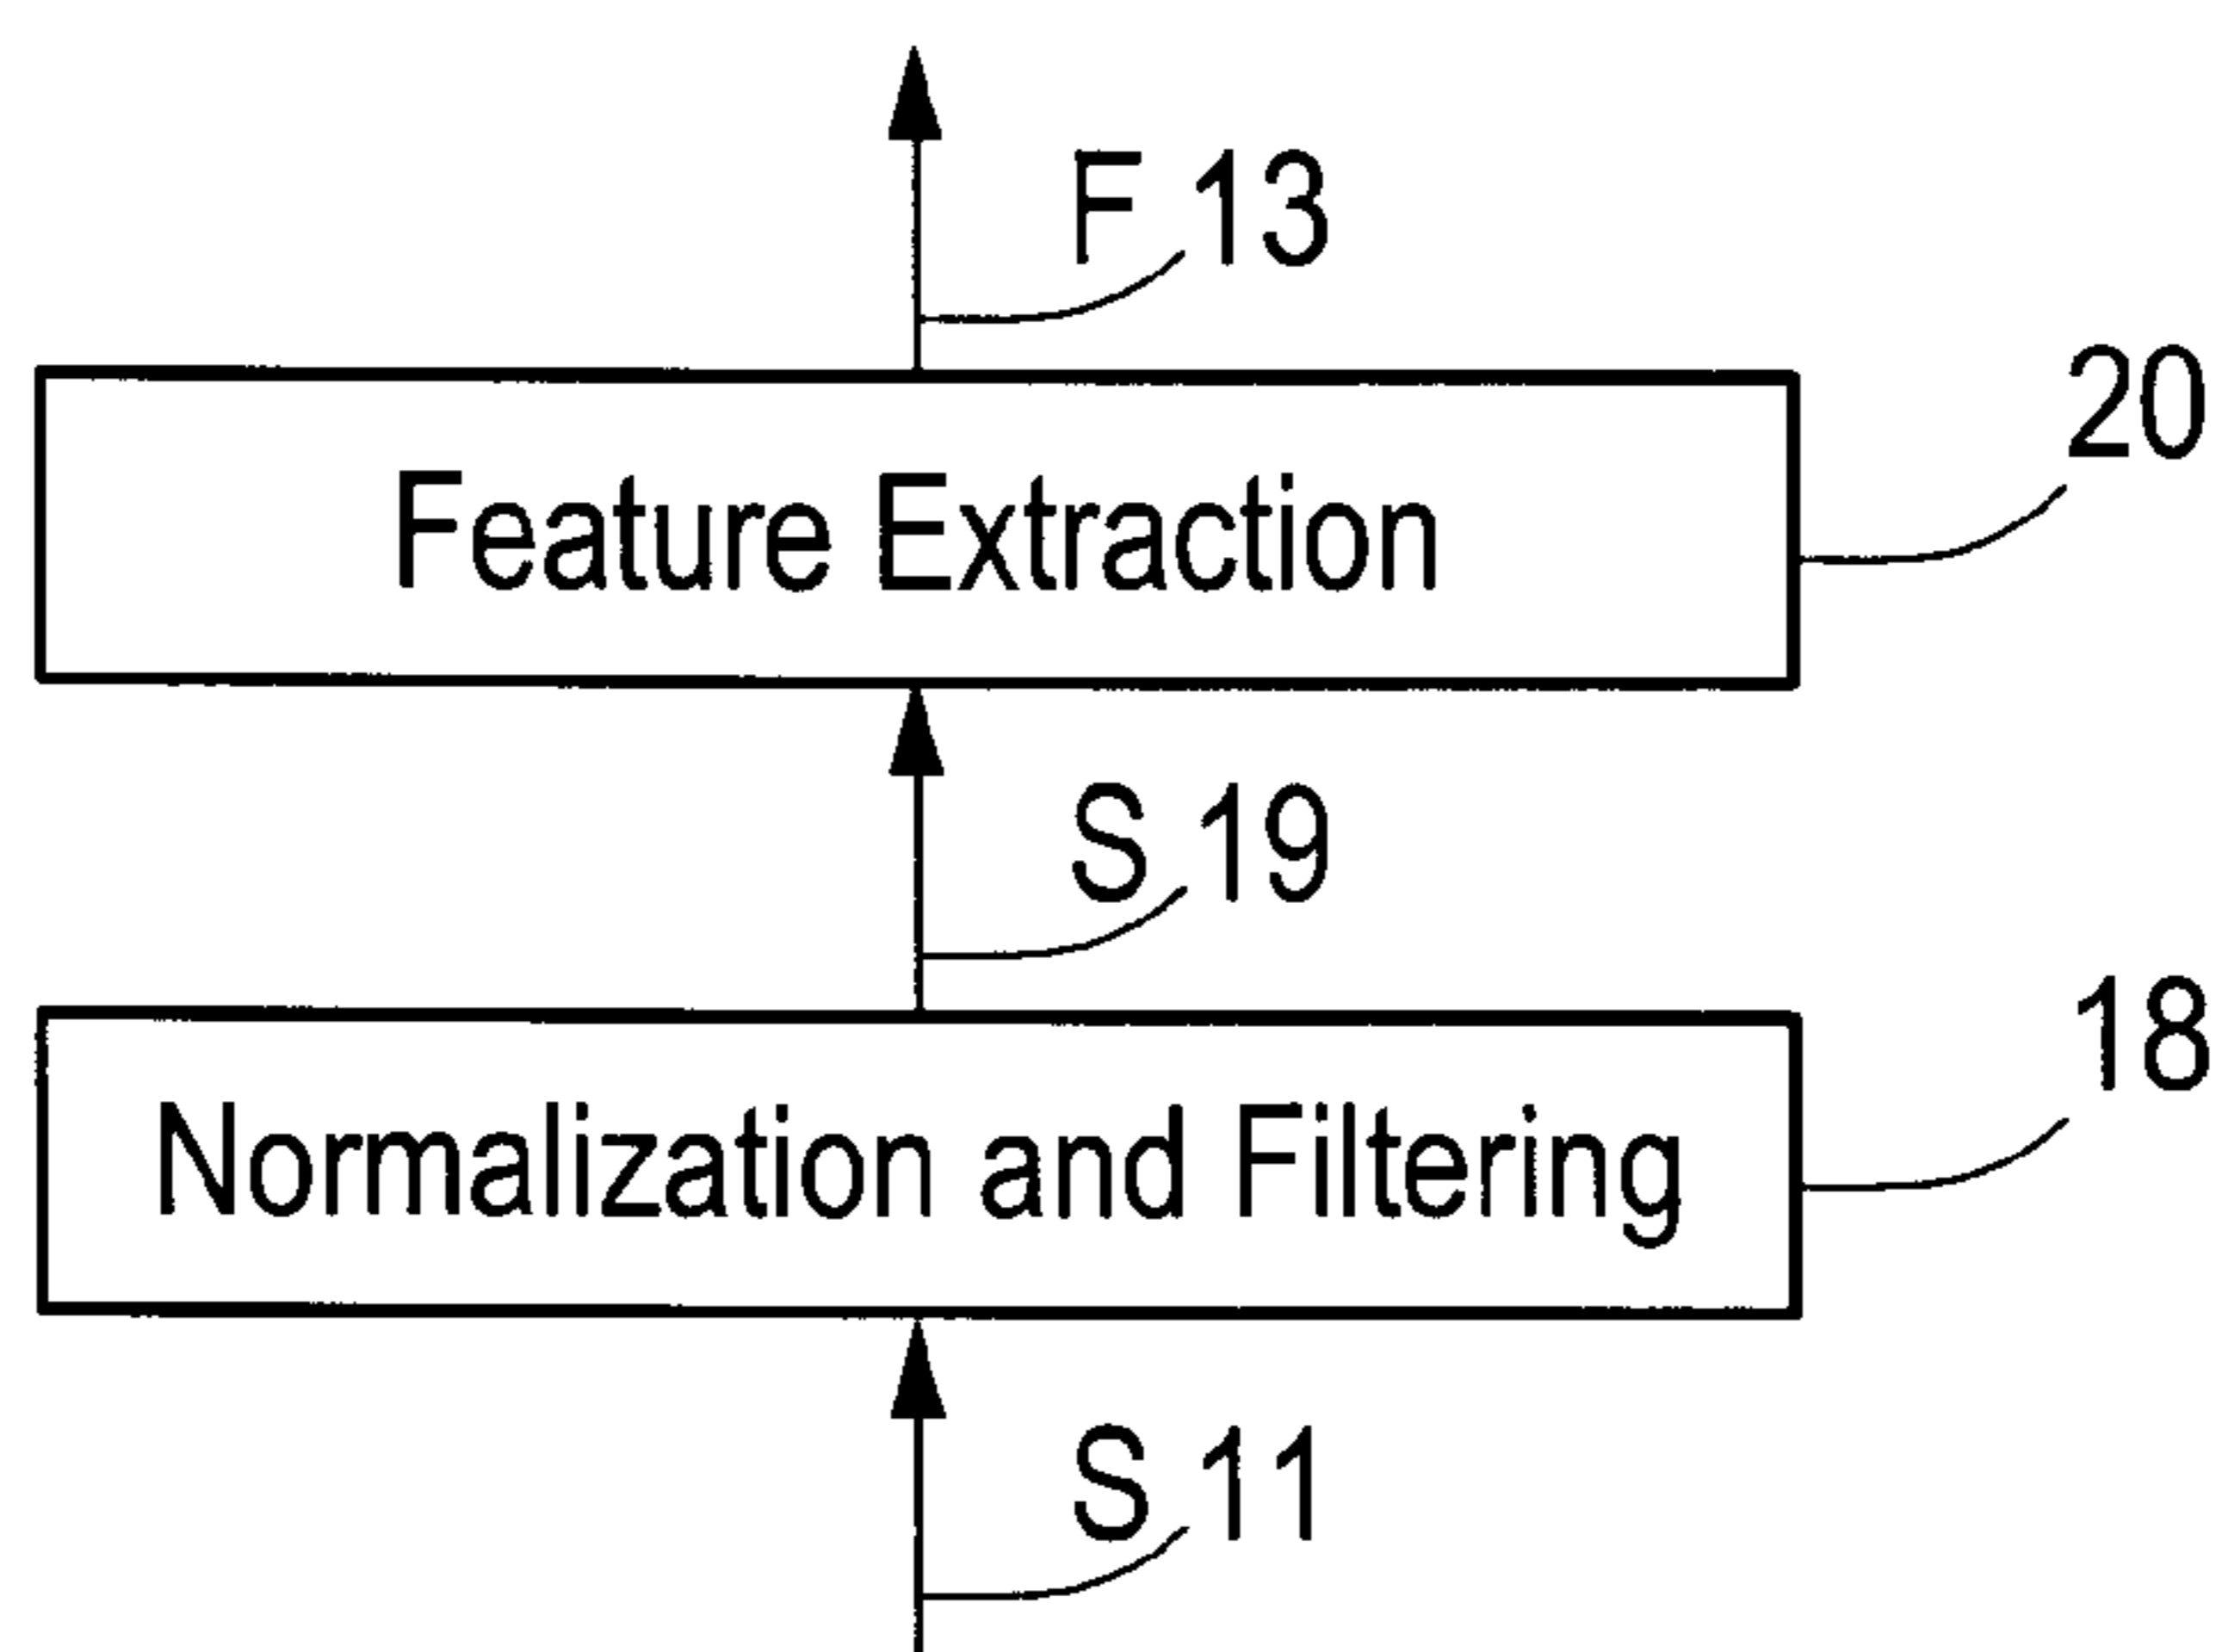 F 13
20
Feature Extraction
S 19
18
Normalization and Filtering
S 11